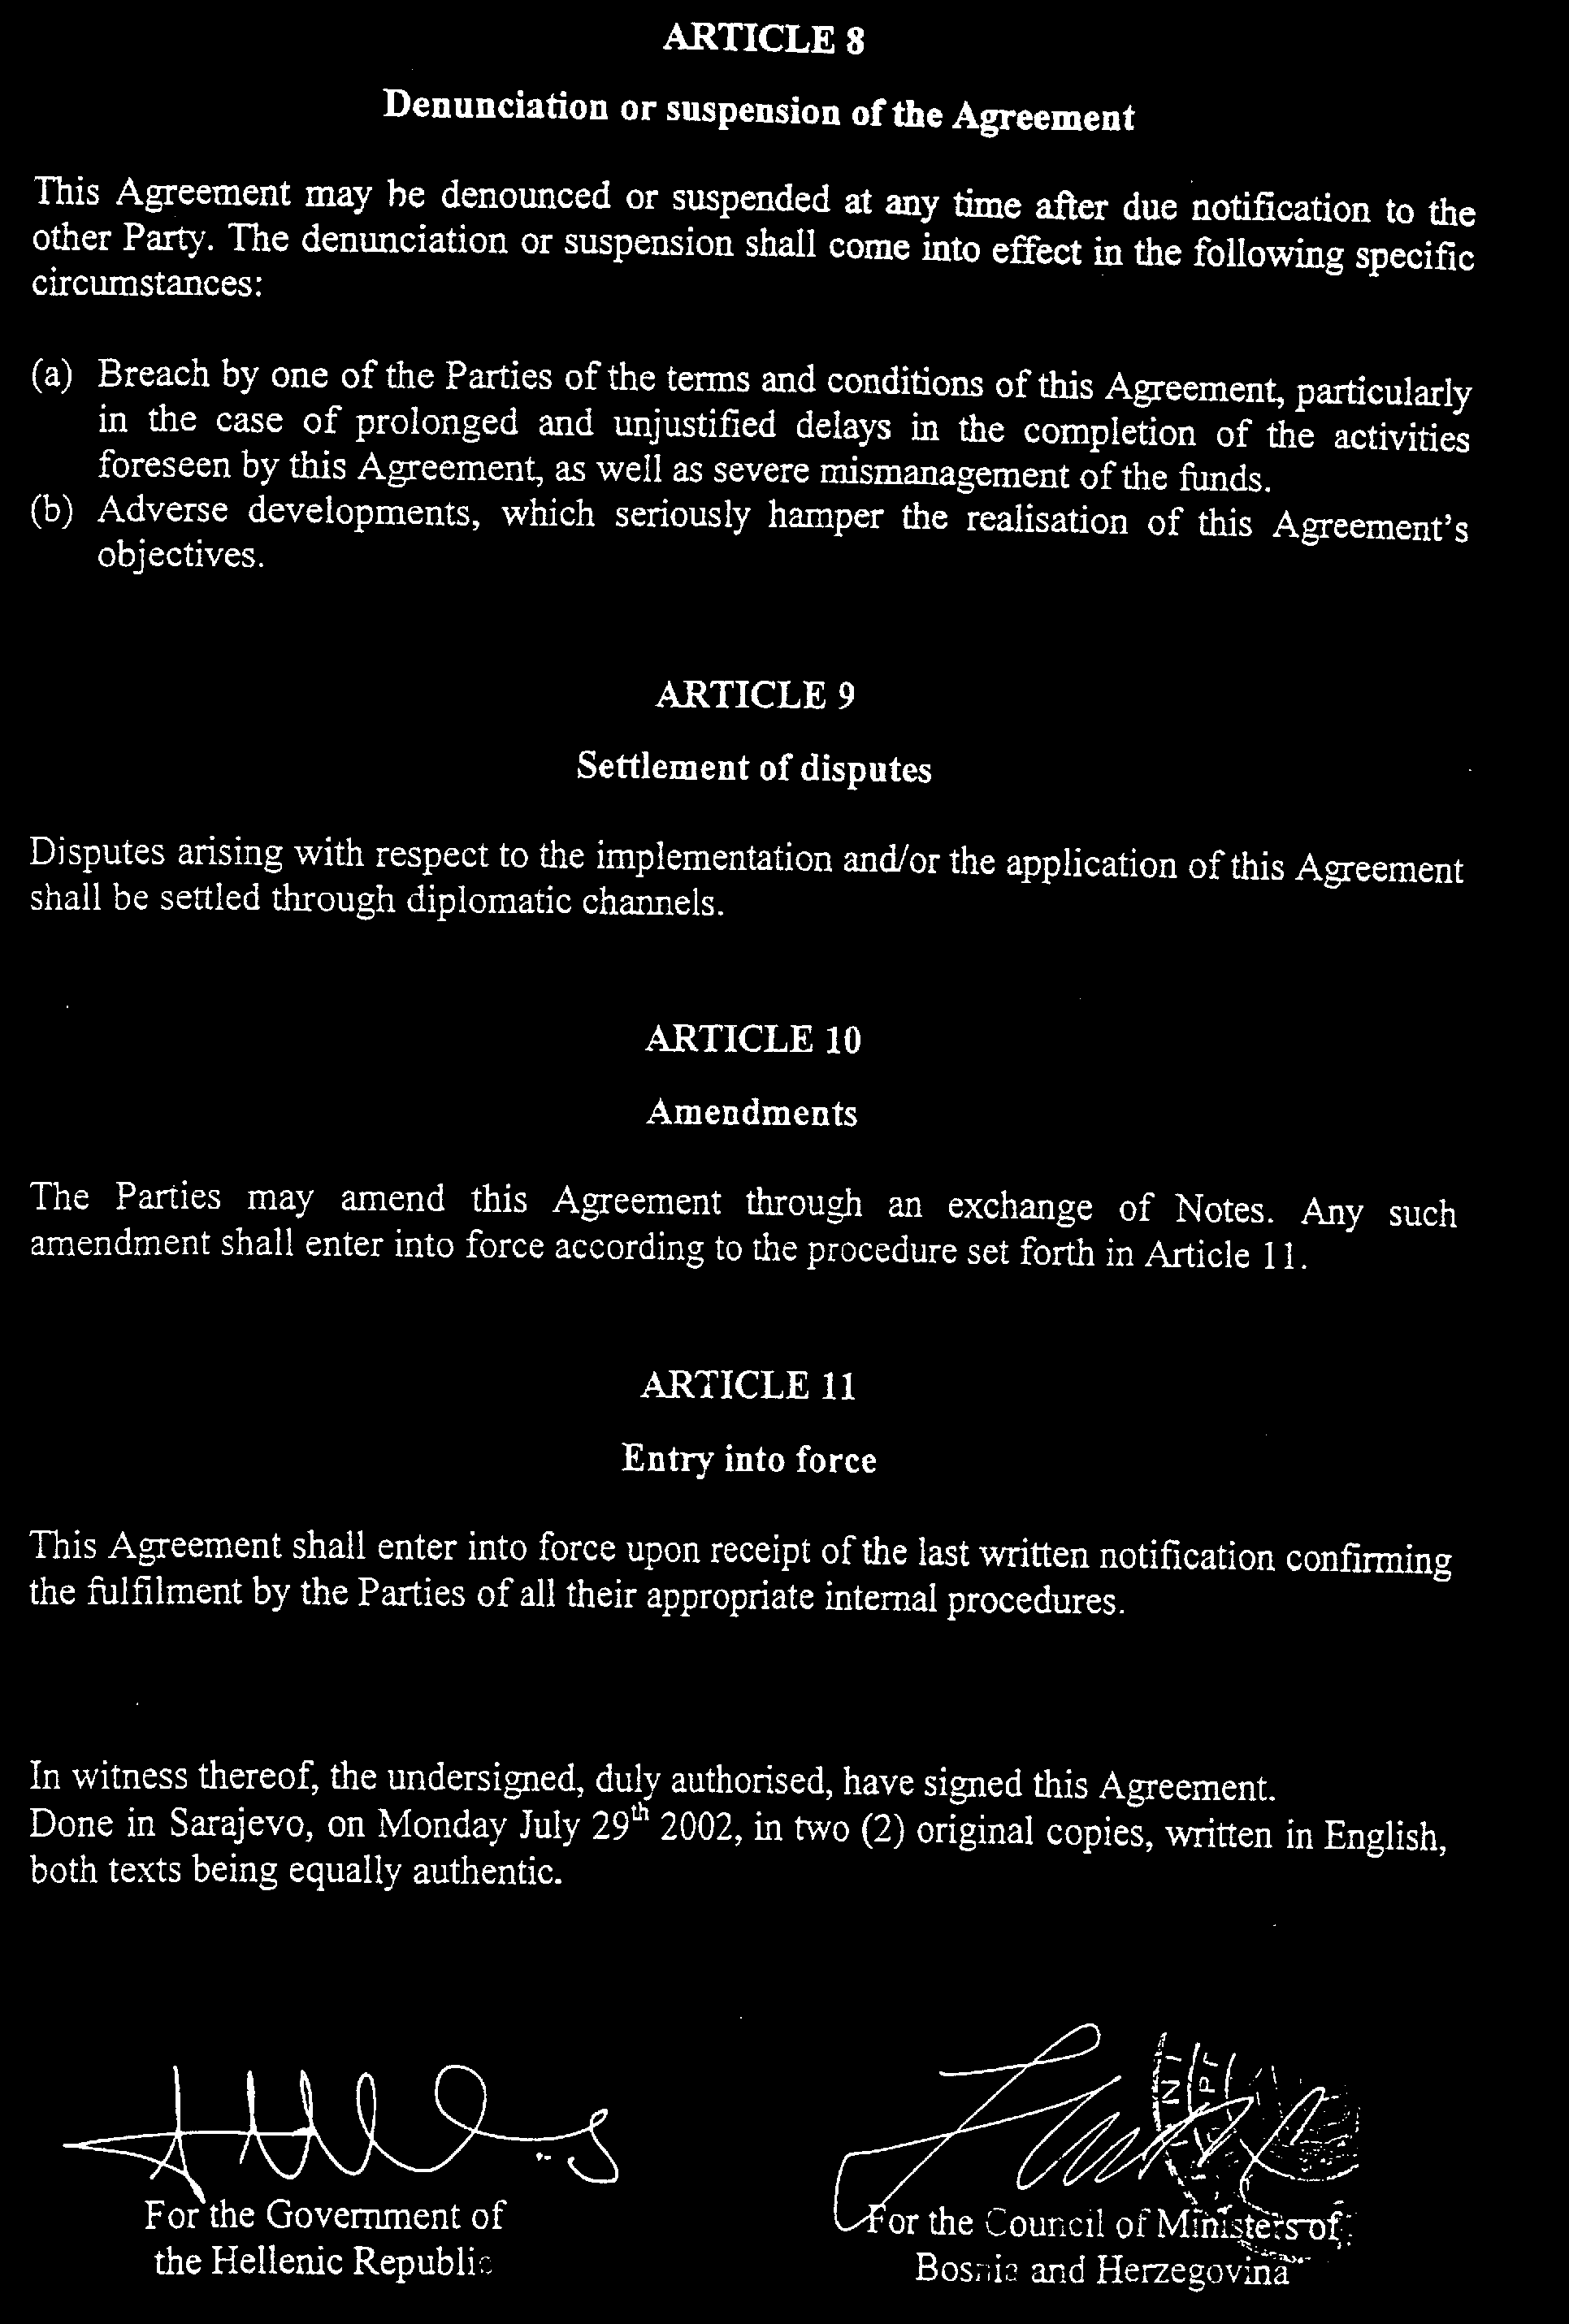 ARTICLE 8
Denunciation or suspension of the Agreement
This Agreement may be denounced or suspended at any time after due notification to the
other Party. The denunciation or suspension shall come into effect in the following specific
circumstances:
(a) Breach by one of the Parties of the terms and conditions of this Agreement, particularly
in the case of prolonged and unjustified delays in the completion of the activities
foreseen by this Agreement, as well as severe mismanagement of the funds.
(b) Adverse developments, which seriously hamper the realisation of this Agreement's
objectives.
ARTICLE 9
Settlement of disputes
Disputes arising with respect to the implementation and/or the application of this Agreement
shall be settled through diplomatic channels.
ARTICLE 10
Amendments
The Parties may amend this Agreement through an exchange of Notes. Any such
amendment shall enter into force according to the procedure set forth in Article 11.
ARTICLE 11
Entry into force
This Agreement shall enter into force upon receipt of the last written notification confirming
the fulfilment by the Parties of all their appropriate internal procedures.
In witness thereof, the undersigned, duly authorised, have signed this Agreement.
Done in Sarajevo, on Monday July 29th 2002, in two (2) original copies, written in English,
both texts being equally authentic.
For the Government of
the Hellenic Republic
For the Council of Ministers of
Bosnia and Herzegovina